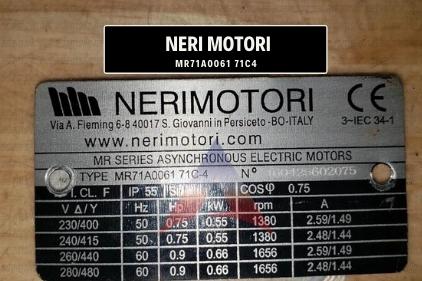 NERI MOTORI
MR71A0061 71C4
NERIMOTORI CE
Via A. Fleming 6-8 40017 S. Giovanni in Persiceto -BO-ITALY 3~IEC 34-1
www.nerimotori.com
MR SERIES ASYNCHRONOUS ELECTRIC MOTORS
TYPE MR71A0061 71C-4 N°
I. CL. F IP 55 COSφ 0.75
V Δ/Y Hz Hp kW rpm A
230/400 50 0.75 0.55 1380 2.59/1.49
240/415 50 0.75 0.55 1380 2.48/1.44
260/440 60 0.9 0.66 1656 2.59/1.49
280/480 60 0.9 0.66 1656 2.48/1.44